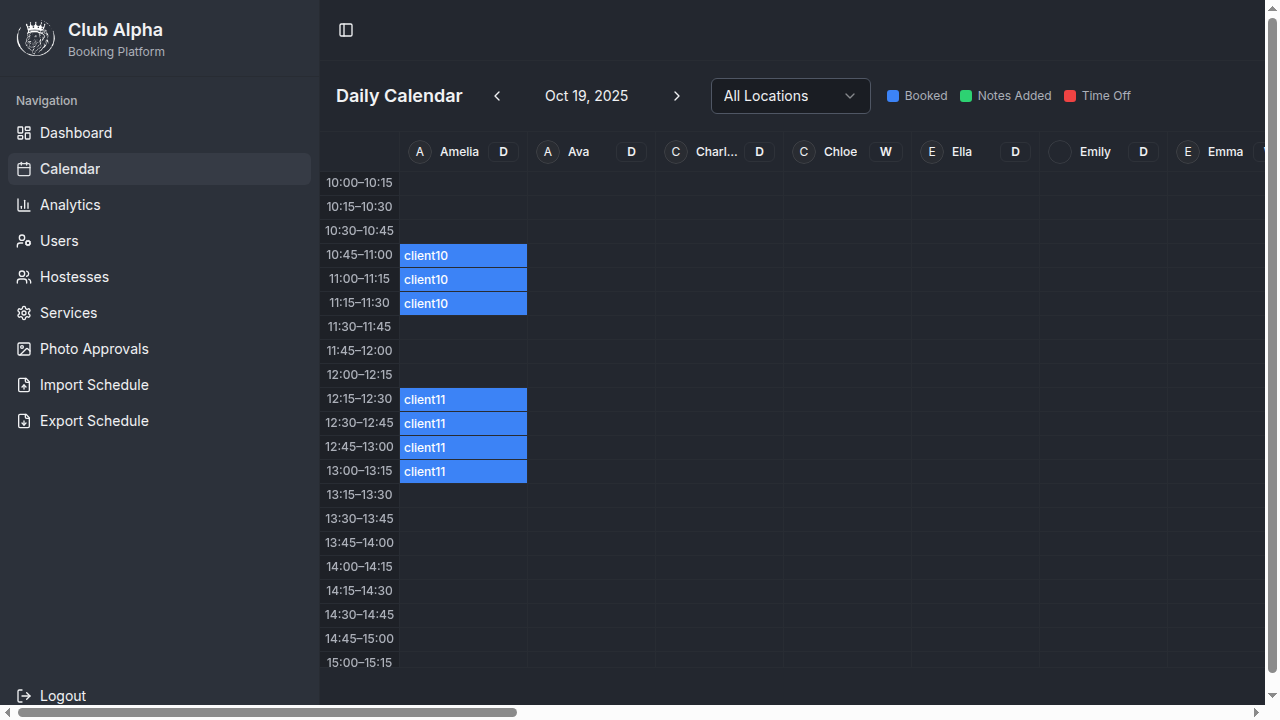 Club Alpha
Booking Platform
Navigation
Dashboard
Calendar
Analytics
Users
Hostesses
Services
Photo Approvals
Import Schedule
Export Schedule
Logout
Daily Calendar
Oct 19, 2025
All Locations
Booked
Notes Added
Time Off
A Amelia D
A Ava D
C Charl... D
C Chloe W
E Ella D
Emily D
E Emma
10:00–10:15
10:15–10:30
10:30–10:45
10:45–11:00 client10
11:00–11:15 client10
11:15–11:30 client10
11:30–11:45
11:45–12:00
12:00–12:15
12:15–12:30 client11
12:30–12:45 client11
12:45–13:00 client11
13:00–13:15 client11
13:15–13:30
13:30–13:45
13:45–14:00
14:00–14:15
14:15–14:30
14:30–14:45
14:45–15:00
15:00–15:15